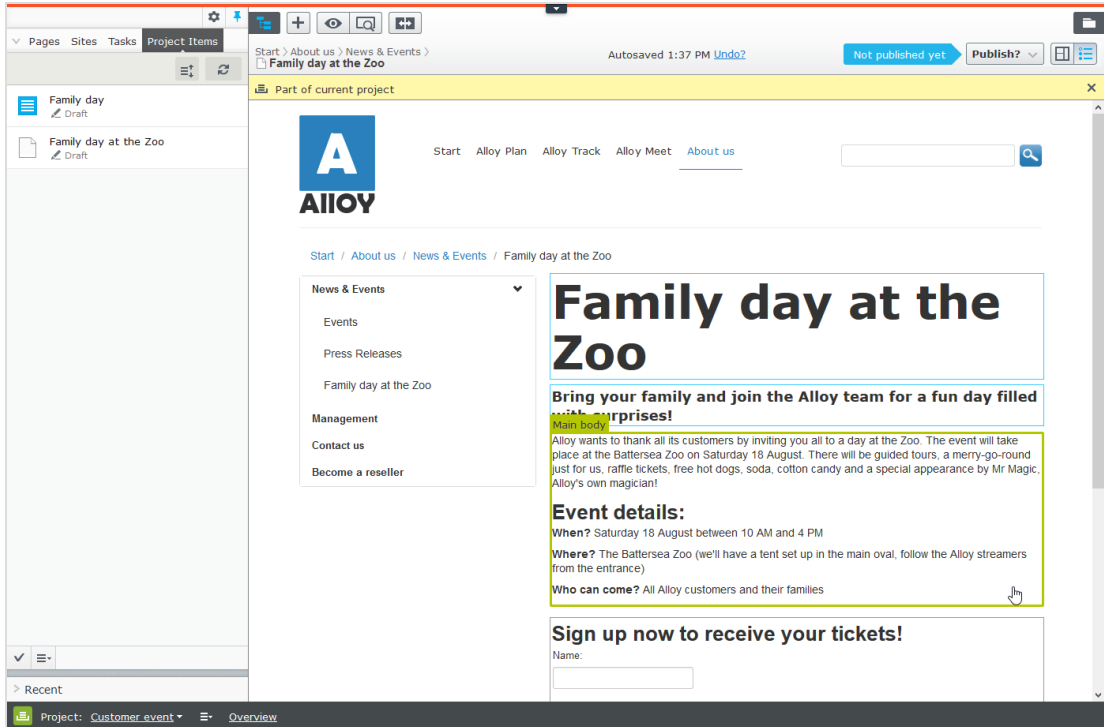 Pages Sites Tasks Project Items
Family day
Draft
Family day at the Zoo
Draft
Recent
Start > About us > News & Events >
Family day at the Zoo
Autosaved 1:37 PM Undo?
Not published yet
Publish?
Part of current project
A
AllOY
Start Alloy Plan Alloy Track Alloy Meet About us
Start / About us / News & Events / Family day at the Zoo
News & Events
Events
Press Releases
Family day at the Zoo
Management
Contact us
Become a reseller
Family day at the
Zoo
Bring your family and join the Alloy team for a fun day filled
with surprises!
Main body
Alloy wants to thank all its customers by inviting you all to a day at the Zoo. The event will take
place at the Battersea Zoo on Saturday 18 August. There will be guided tours, a merry-go-round
just for us, raffle tickets, free hot dogs, soda, cotton candy and a special appearance by Mr Magic,
Alloy's own magician!
Event details:
When? Saturday 18 August between 10 AM and 4 PM
Where? The Battersea Zoo (we'll have a tent set up in the main oval, follow the Alloy streamers
from the entrance)
Who can come? All Alloy customers and their families
Sign up now to receive your tickets!
Name:
Project: Customer event Overview